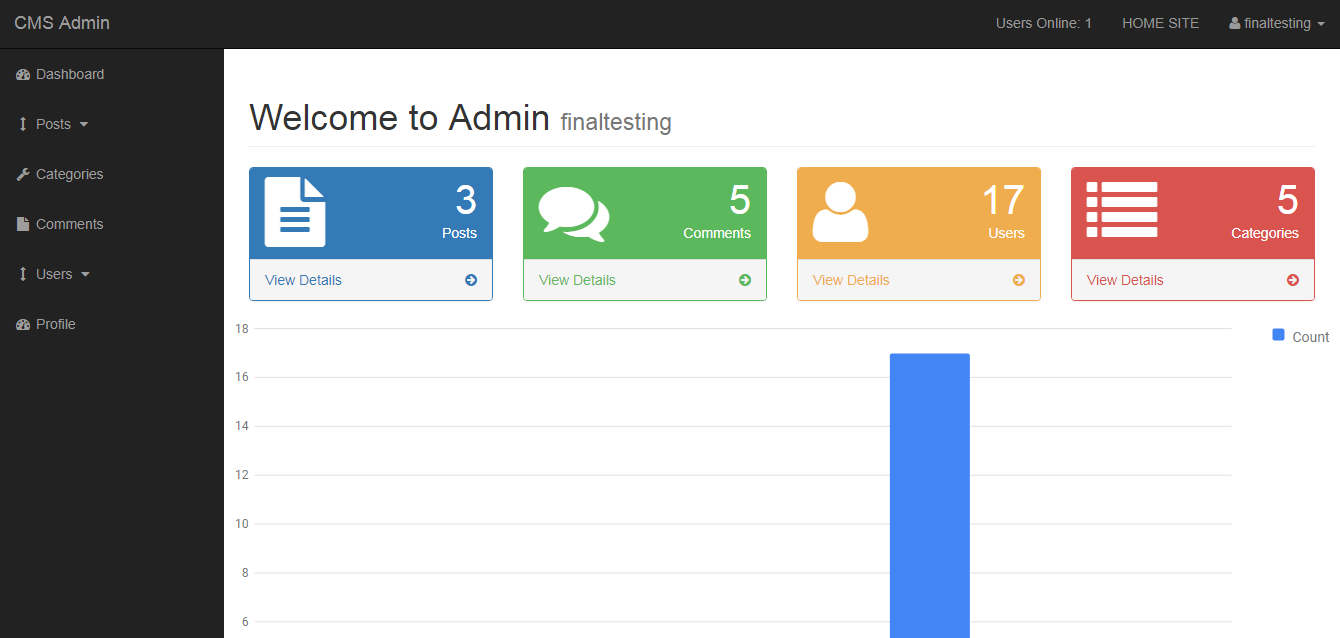 CMS Admin
Users Online: 1
HOME SITE
finaltesting
Dashboard
Posts
Categories
Comments
Users
Profile
Welcome to Admin finaltesting
3
Posts
View Details
5
Comments
View Details
17
Users
View Details
5
Categories
View Details
18
16
14
12
10
8
6
Count